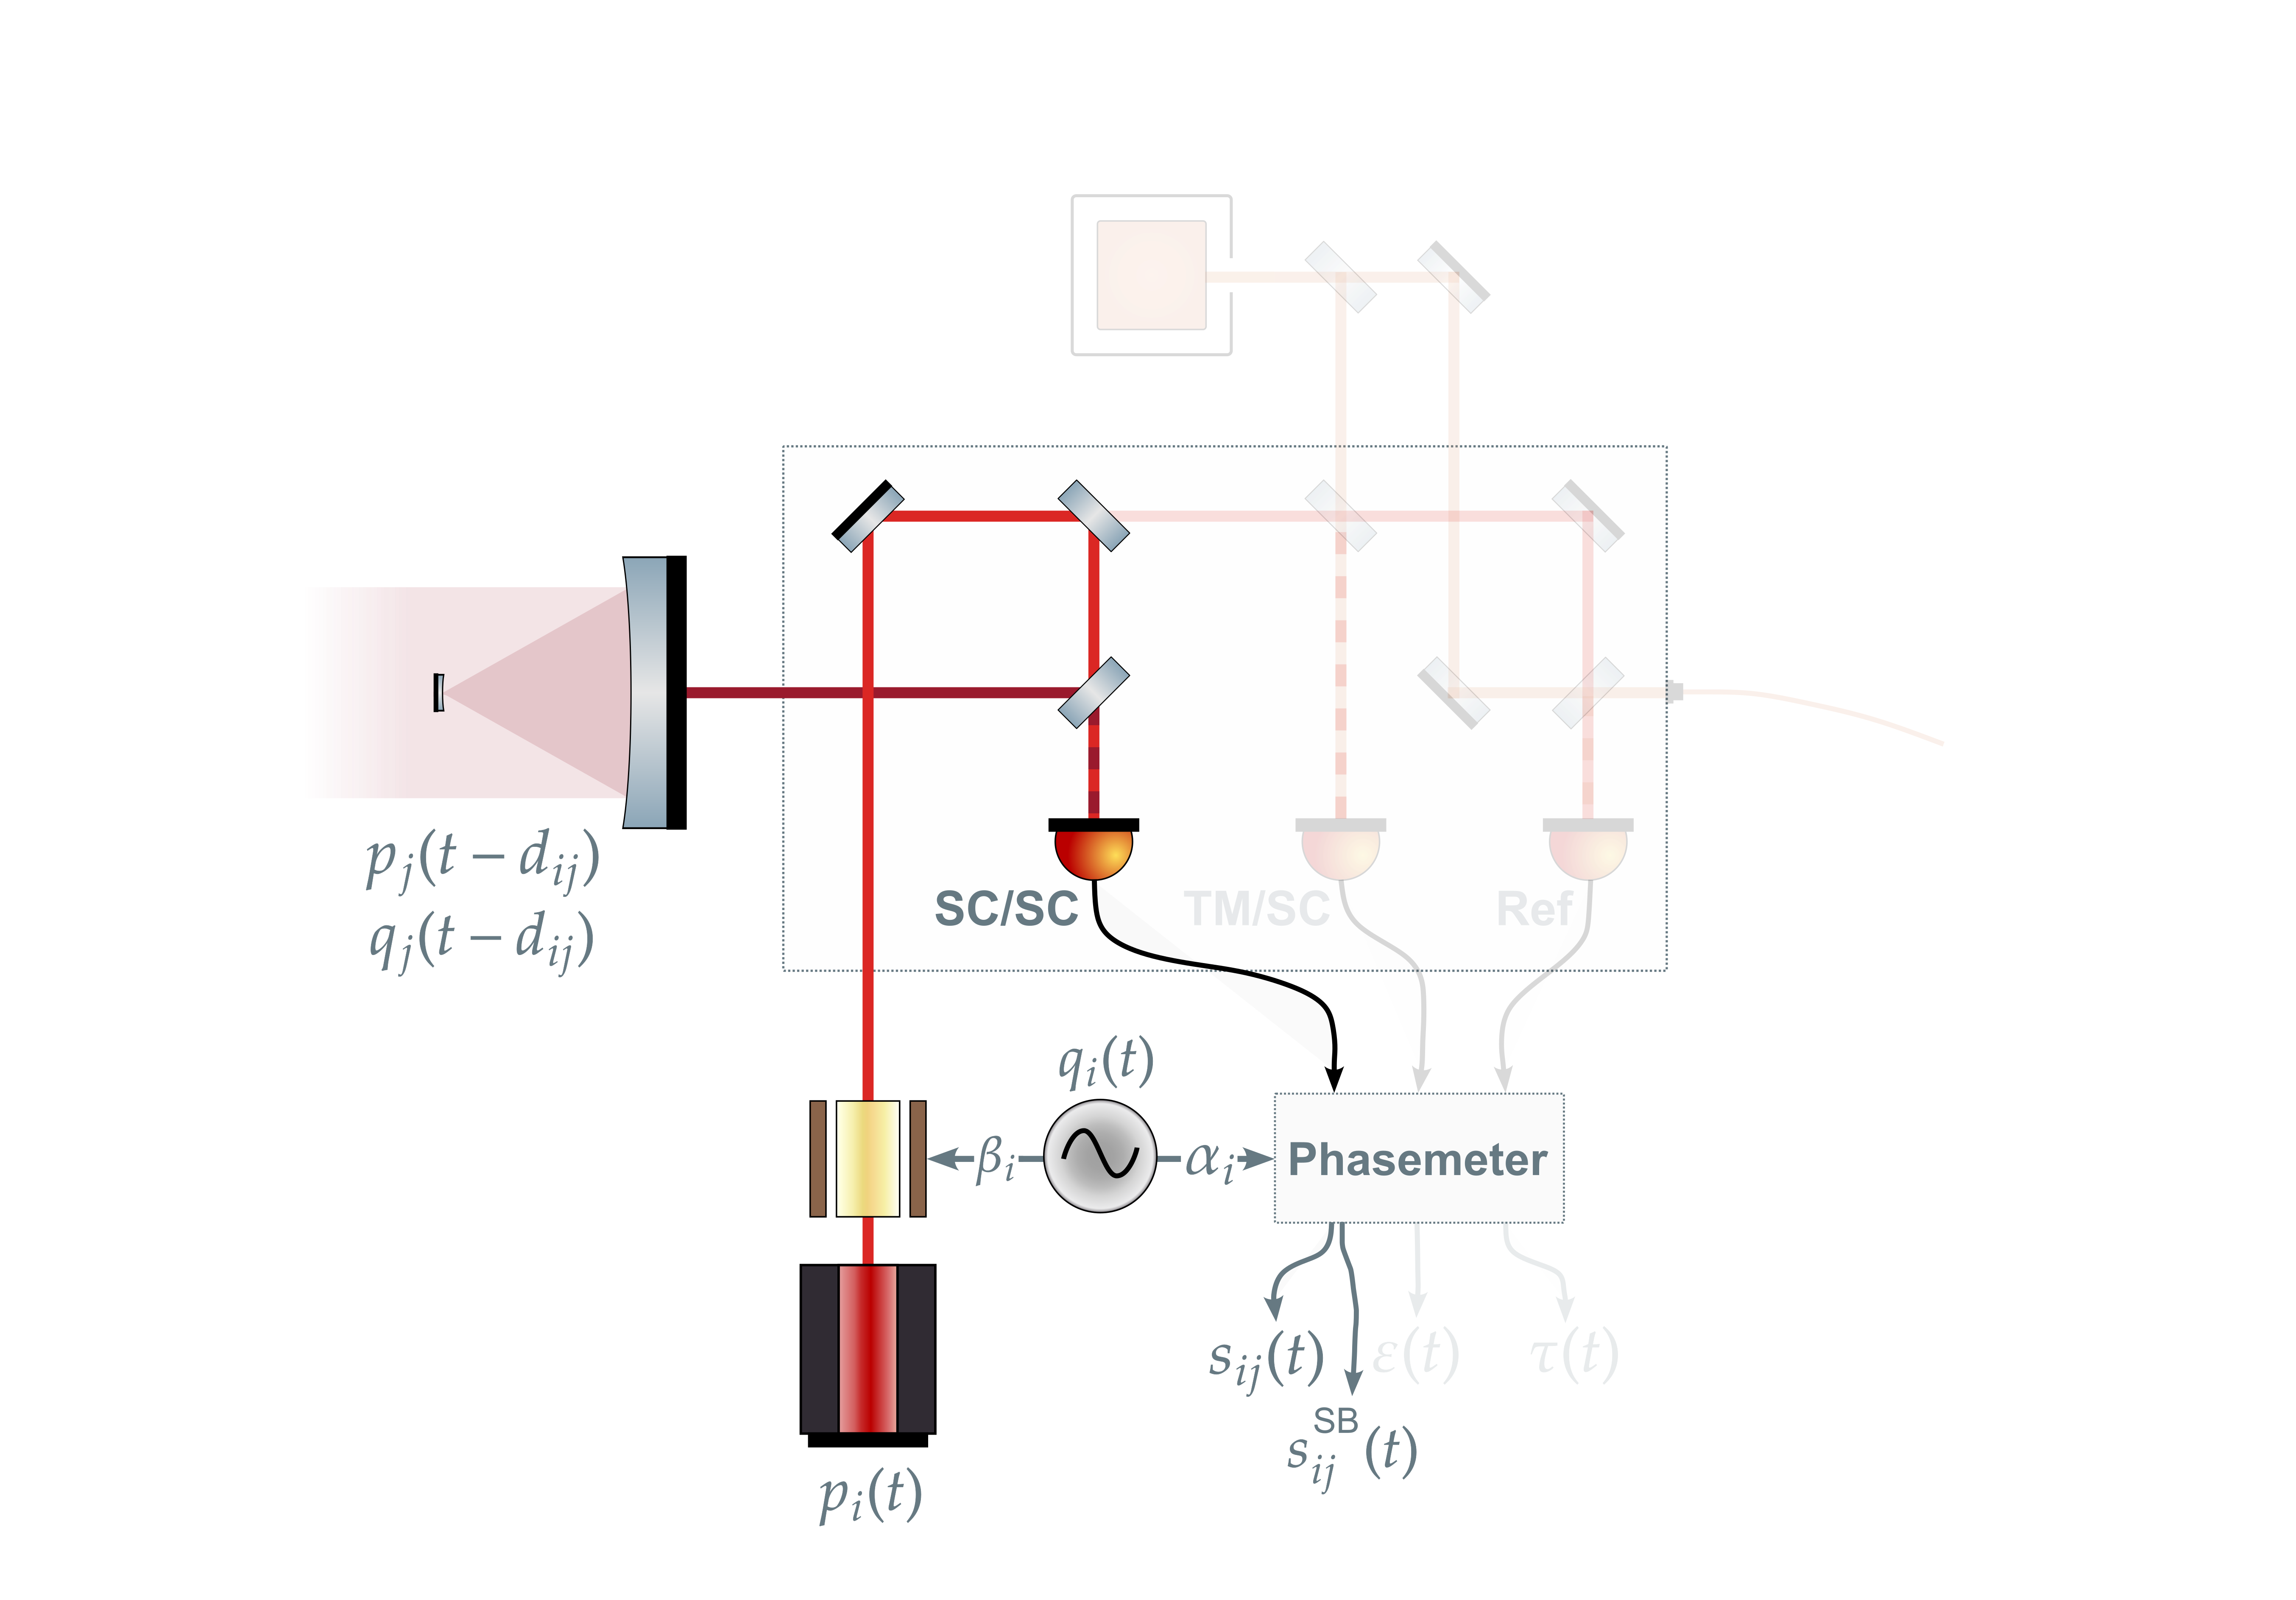 p_j(t − d_ij)
q_j(t − d_ij)
SC/SC
TM/SC
Ref
q_i(t)
β_i
α_i
Phasemeter
s_ij(t)
ε(t)
τ(t)
s_ij^SB(t)
p_i(t)